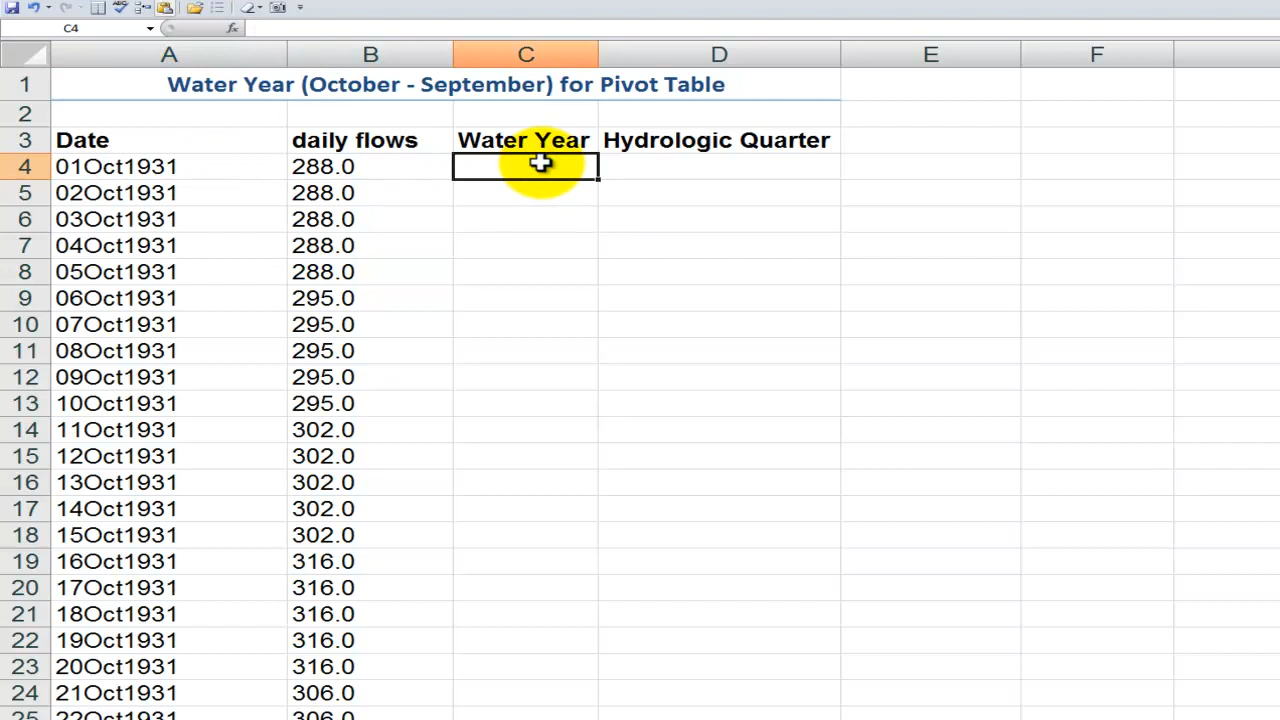 C4
A B C D E F
1 Water Year (October - September) for Pivot Table
2
3 Date daily flows Water Year Hydrologic Quarter
4 01Oct1931 288.0
5 02Oct1931 288.0
6 03Oct1931 288.0
7 04Oct1931 288.0
8 05Oct1931 288.0
9 06Oct1931 295.0
10 07Oct1931 295.0
11 08Oct1931 295.0
12 09Oct1931 295.0
13 10Oct1931 295.0
14 11Oct1931 302.0
15 12Oct1931 302.0
16 13Oct1931 302.0
17 14Oct1931 302.0
18 15Oct1931 302.0
19 16Oct1931 316.0
20 17Oct1931 316.0
21 18Oct1931 316.0
22 19Oct1931 316.0
23 20Oct1931 316.0
24 21Oct1931 306.0
25 22Oct1931 306.0